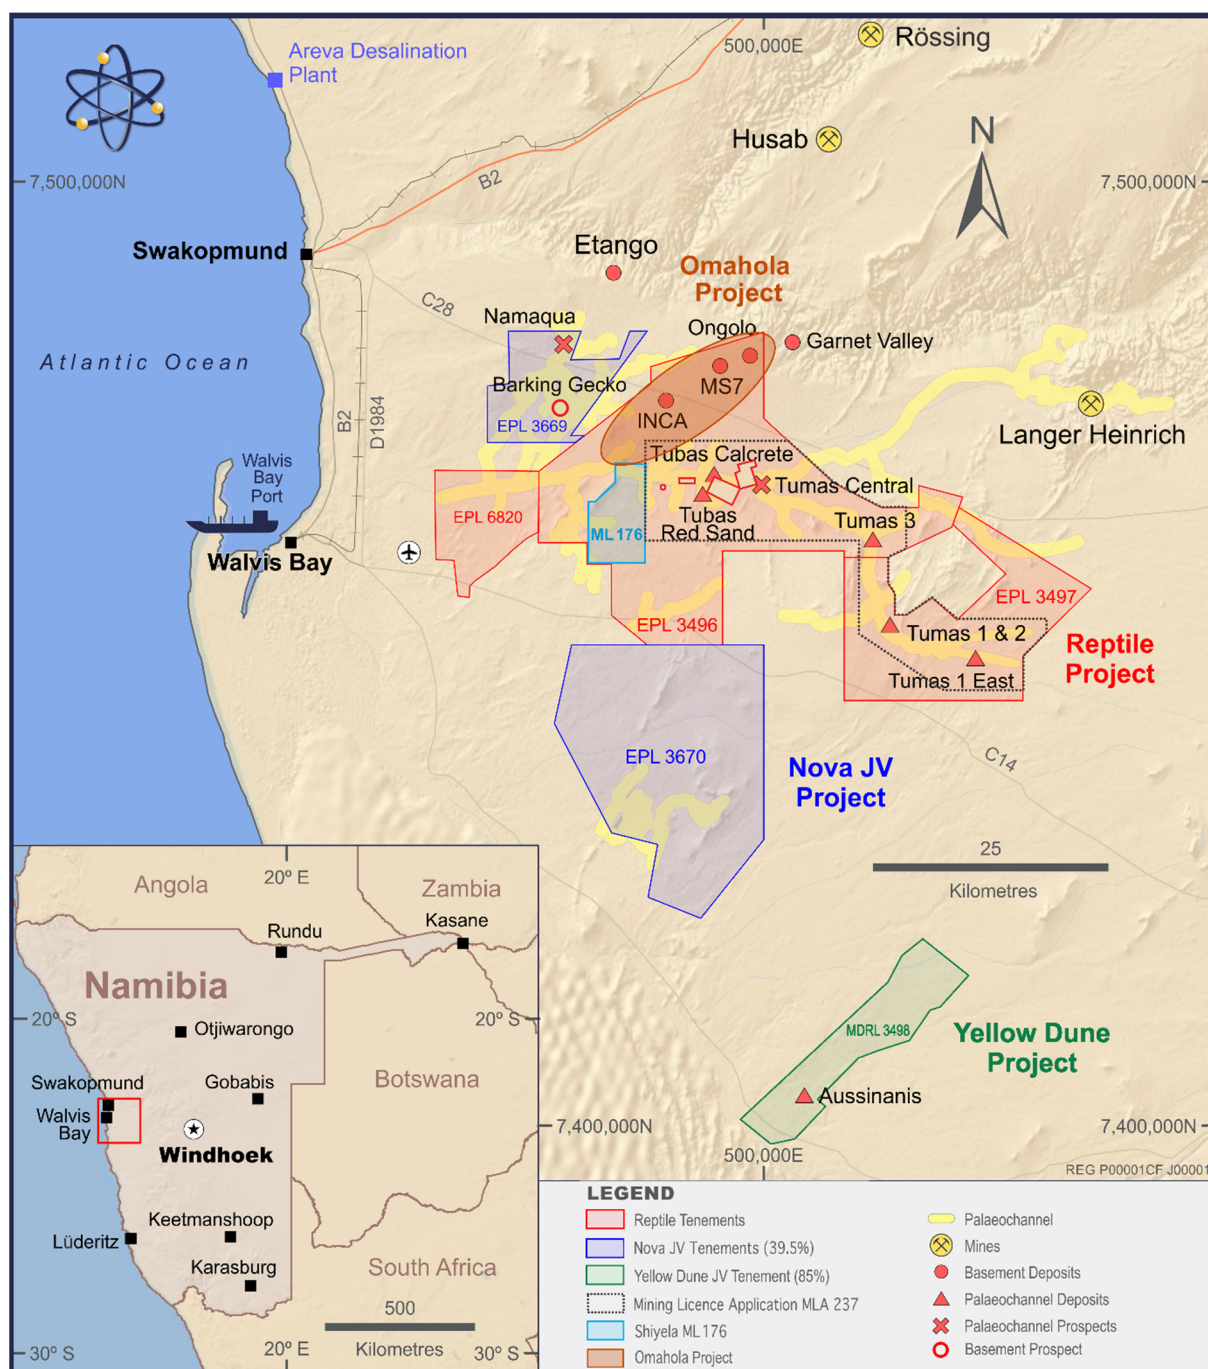 Areva Desalination
Plant
500,000E
Rössing
Husab
N
7,500,000N
B2
7,500,000N
Swakopmund
Etango
Omahola
Project
C28
Namaqua
Ongolo
Garnet Valley
Atlantic Ocean
MS7
Barking Gecko
INCA
EPL 3669
B2
D1984
Langer Heinrich
Tubas Calcrete
Walvis
Bay
Port
Tumas Central
EPL 6820
Tubas
Red Sand
Tumas 3
ML 176
Walvis Bay
EPL 3497
EPL 3496
Tumas 1 & 2
Reptile
Project
Tumas 1 East
EPL 3670
Nova JV
Project
C14
25
Kilometres
MDRL 3498
Yellow Dune
Project
Aussinanis
7,400,000N
7,400,000N
500,000E
REG P00001CF J00001
Angola
20° E
Zambia
Kasane
Rundu
Namibia
20° S
20° S
Otjiwarongo
Swakopmund
Gobabis
Botswana
Walvis
Bay
Windhoek
Keetmanshoop
Lüderitz
Karasburg
South Africa
500
Kilometres
30° S
20° E
30° S
LEGEND
Reptile Tenements
Nova JV Tenements (39.5%)
Yellow Dune JV Tenement (85%)
Mining Licence Application MLA 237
Shiyela ML 176
Omahola Project
Palaeochannel
Mines
Basement Deposits
Palaeochannel Deposits
Palaeochannel Prospects
Basement Prospect